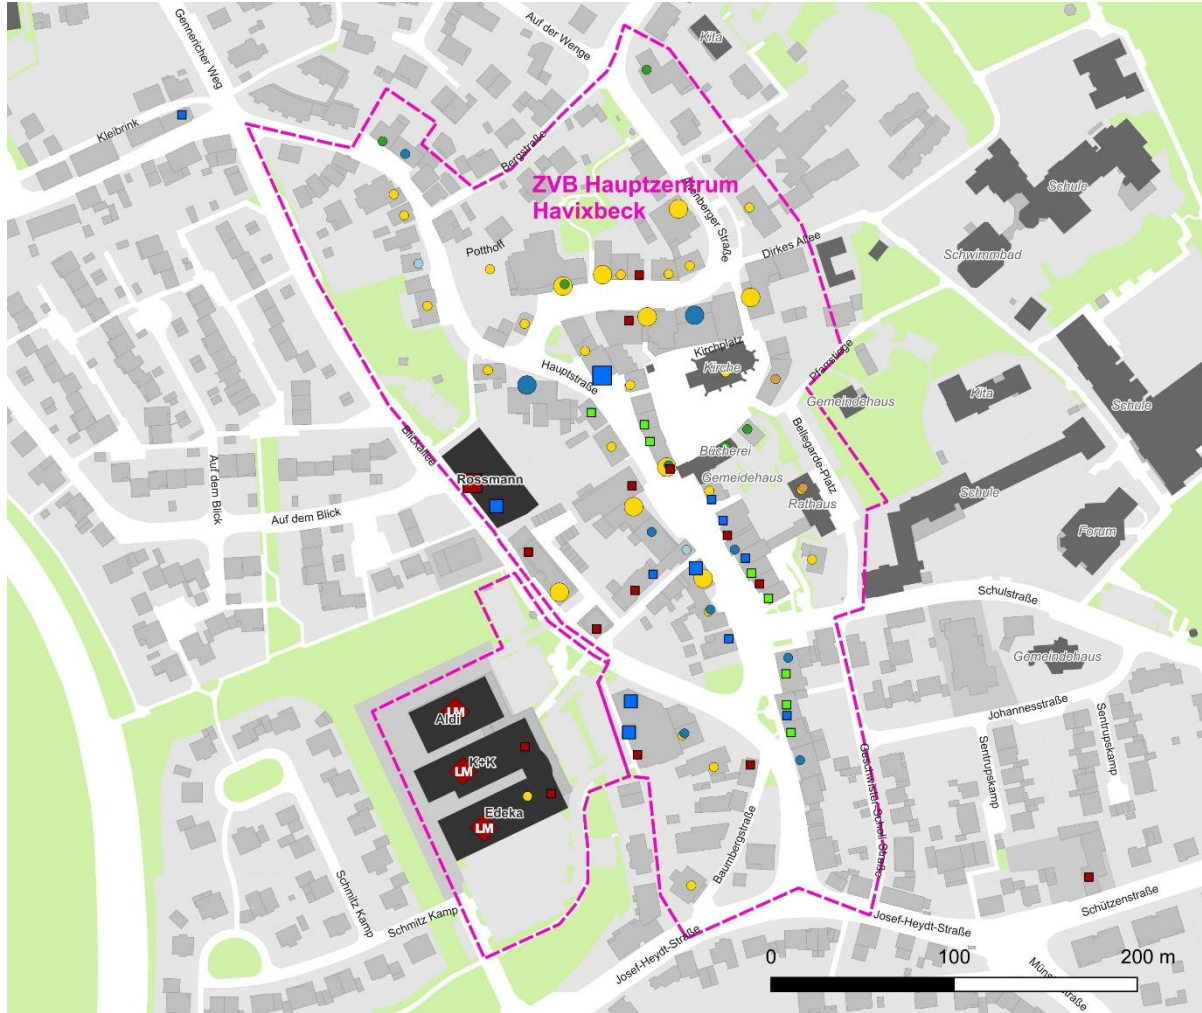 Gennericher Weg
Auf der Wenge
Kita
Kleibrink
Bergstraße
ZVB Hauptzentrum
Havixbeck
Schule
Altenberger Straße
Potthoff
Dirkes Allee
Schwimmbad
Kirchplatz
Kirche
Pfarrstiege
Hauptstraße
Gemeindehaus
Kita
Schule
Blickallee
Bellegarde-Platz
Bücherei
Rossmann
Gemeidehaus
Auf dem Blick
Auf dem Blick
Rathaus
Schule
Forum
Schulstraße
Gemeindehaus
Johannesstraße
LM
Aldi
Sentrupskamp
Sentrupskamp
K+K
LM
Geschwister-Scholl-Straße
Edeka
LM
Baumbergstraße
Schmitz Kamp
Schmitz Kamp
Schützenstraße
Josef-Heydt-Straße
Josef-Heydt-Straße
0 100 200 m